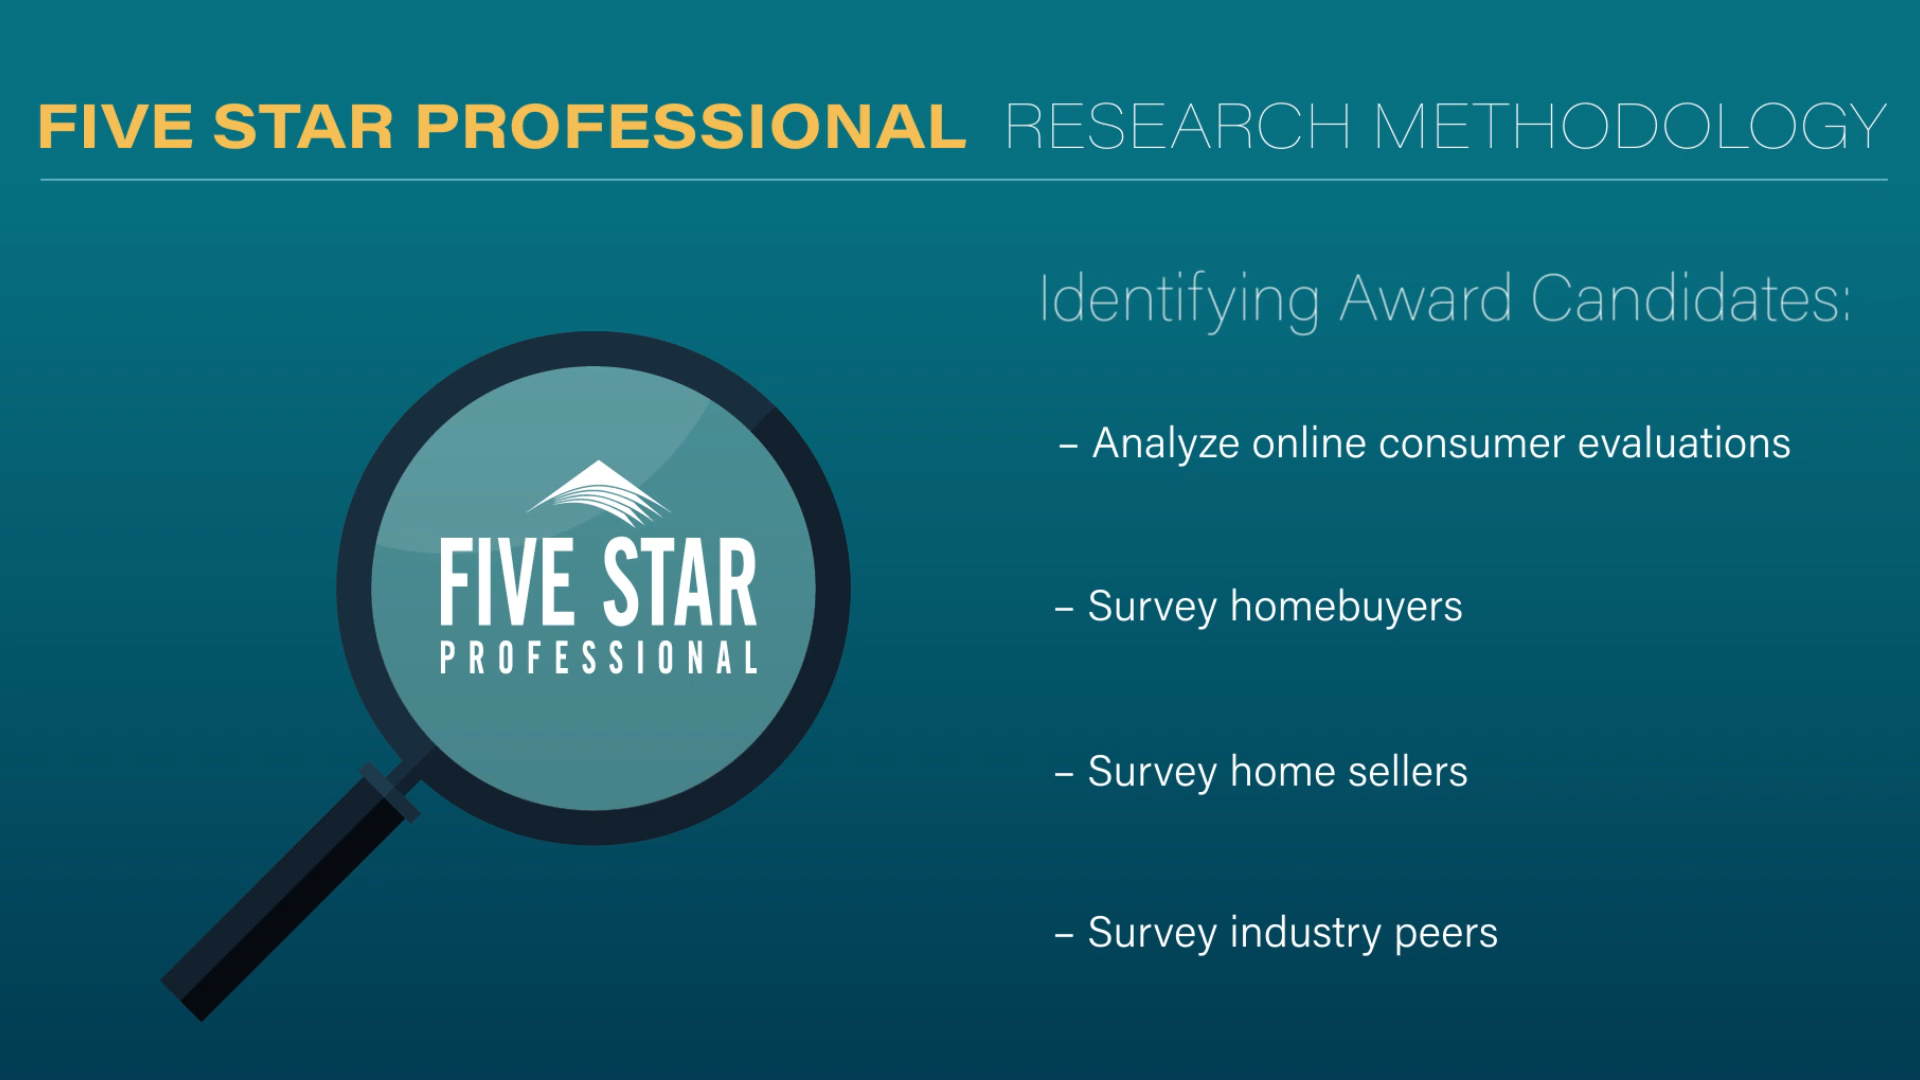 FIVE STAR PROFESSIONAL RESEARCH METHODOLOGY
Identifying Award Candidates:
– Analyze online consumer evaluations
– Survey homebuyers
– Survey home sellers
– Survey industry peers
FIVE STAR
PROFESSIONAL